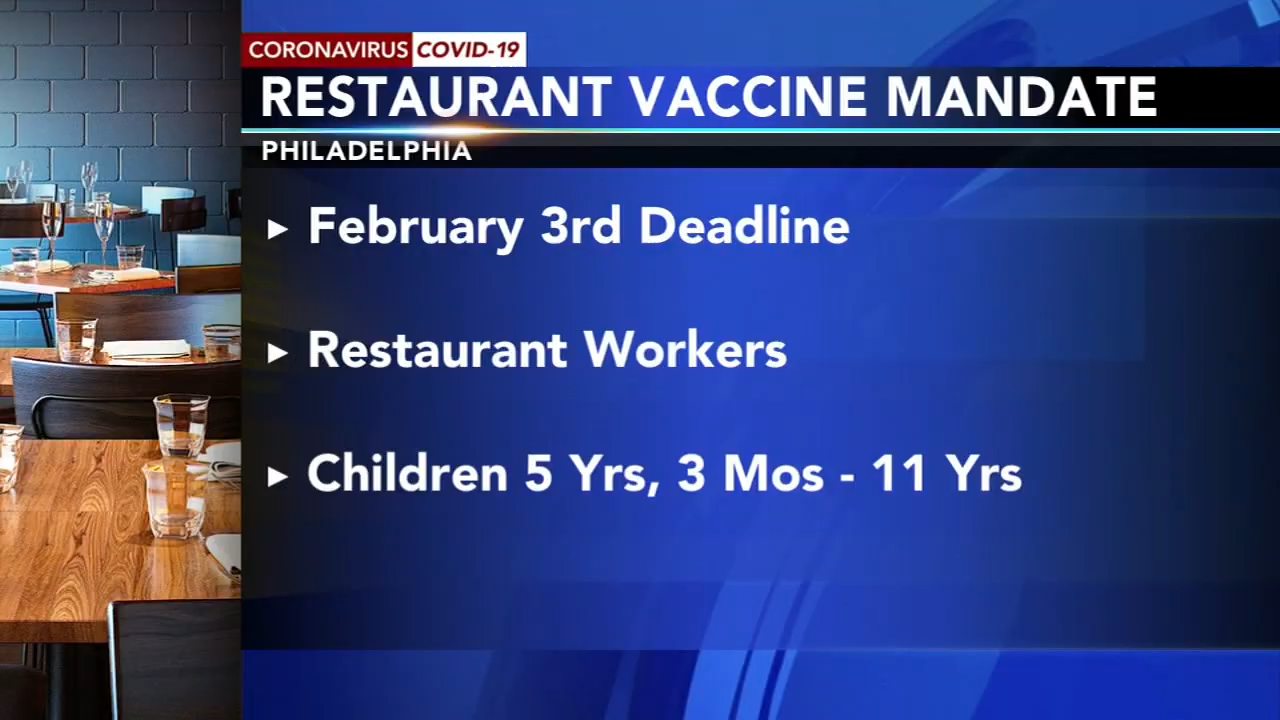 CORONAVIRUS COVID-19
RESTAURANT VACCINE MANDATE
PHILADELPHIA
► February 3rd Deadline
► Restaurant Workers
► Children 5 Yrs, 3 Mos - 11 Yrs